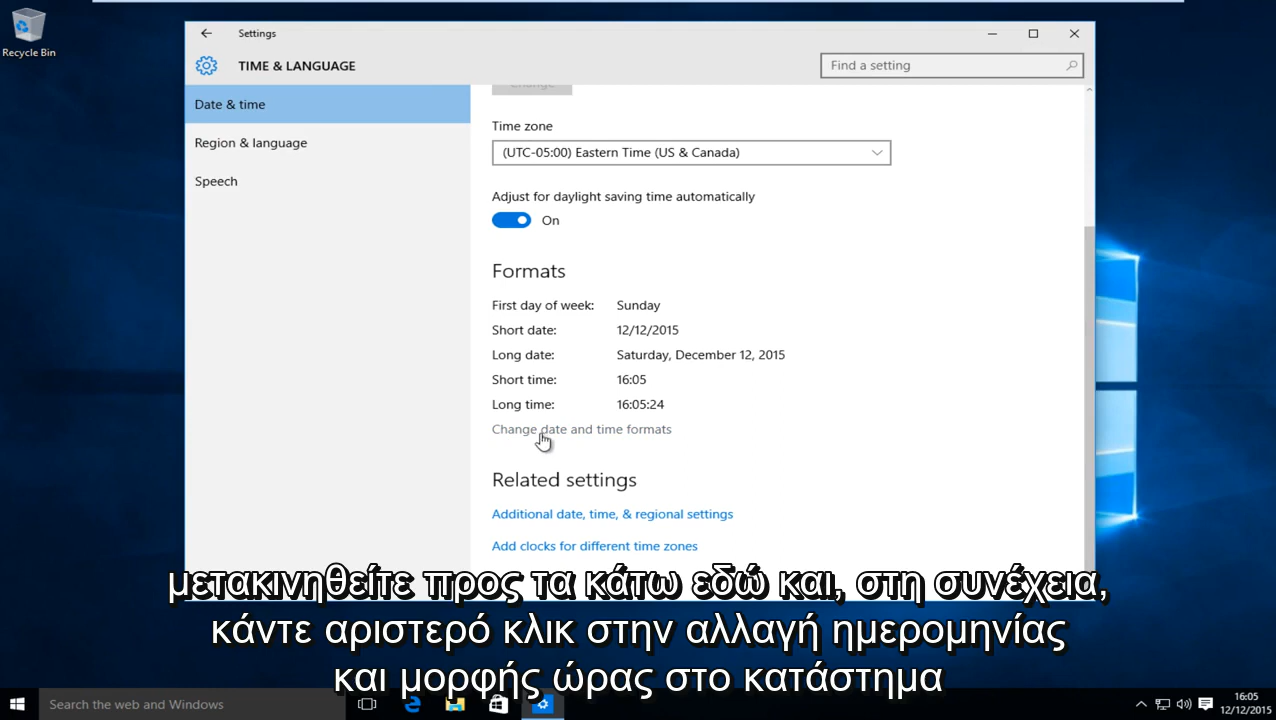 Recycle Bin
Settings
TIME & LANGUAGE
Find a setting
Date & time
Region & language
Speech
Change
Time zone
(UTC-05:00) Eastern Time (US & Canada)
Adjust for daylight saving time automatically
On
Formats
First day of week: Sunday
Short date: 12/12/2015
Long date: Saturday, December 12, 2015
Short time: 16:05
Long time: 16:05:24
Change date and time formats
Related settings
Additional date, time, & regional settings
Add clocks for different time zones
μετακινηθείτε προς τα κάτω εδώ και, στη συνέχεια,
κάντε αριστερό κλικ στην αλλαγή ημερομηνίας
και μορφής ώρας στο κατάστημα
Search the web and Windows
16:05
12/12/2015